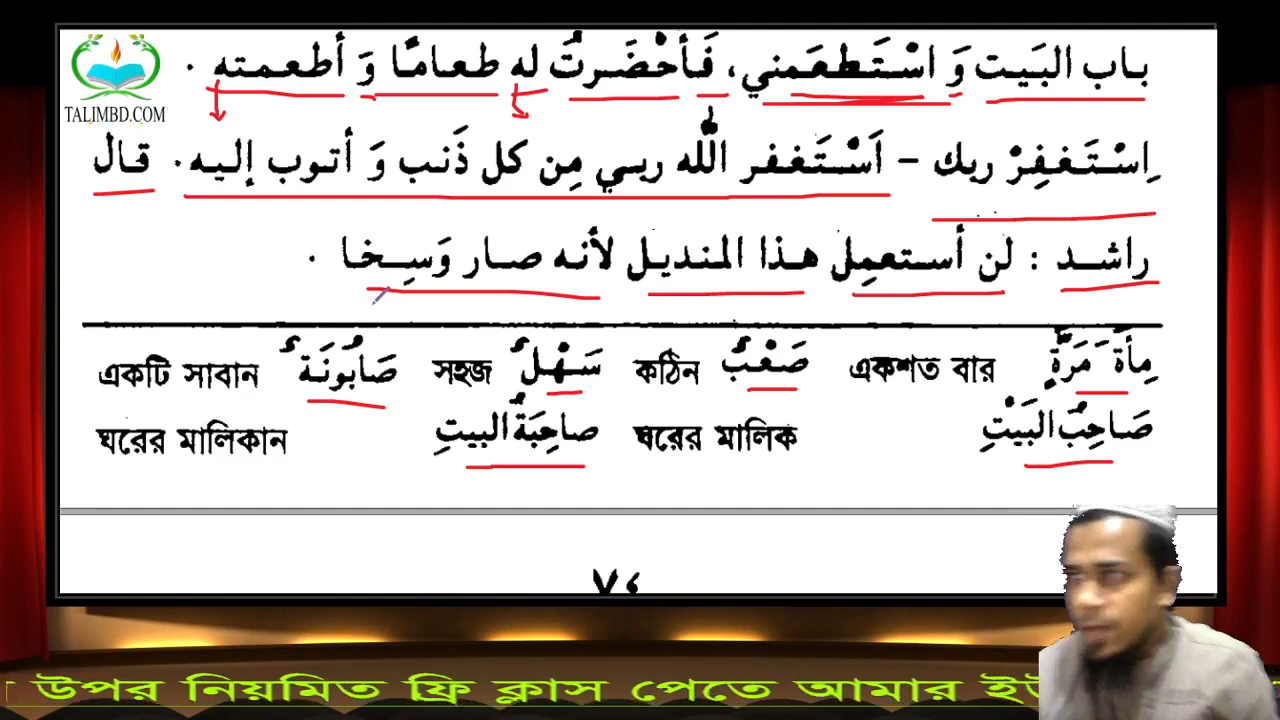 TALIMBD.COM
باب البَيت وَ اسْتَطعَمني، فَأحْضَرتُ له طعامًا وَ أطعمته .
اِسْتَغفِرْ ربك – اَسْتَغفر اللّه ربي مِن كل ذَنب وَ أتوب إليه . قال
راشد : لن أستعمِل هذا المنديل لأنه صار وَسِخا .
مِأةَ مَرَّةٍ একশত বার صَعْبٌ কঠিন سَهْلٌ সহজ صَابُونَةٌ একটি সাবান
صَاحِبُ البَيْتِ ঘরের মালিক صاحِبَةُ البيتِ ঘরের মালিকান
উপর নিয়মিত ফ্রি ক্লাস পেতে আমার